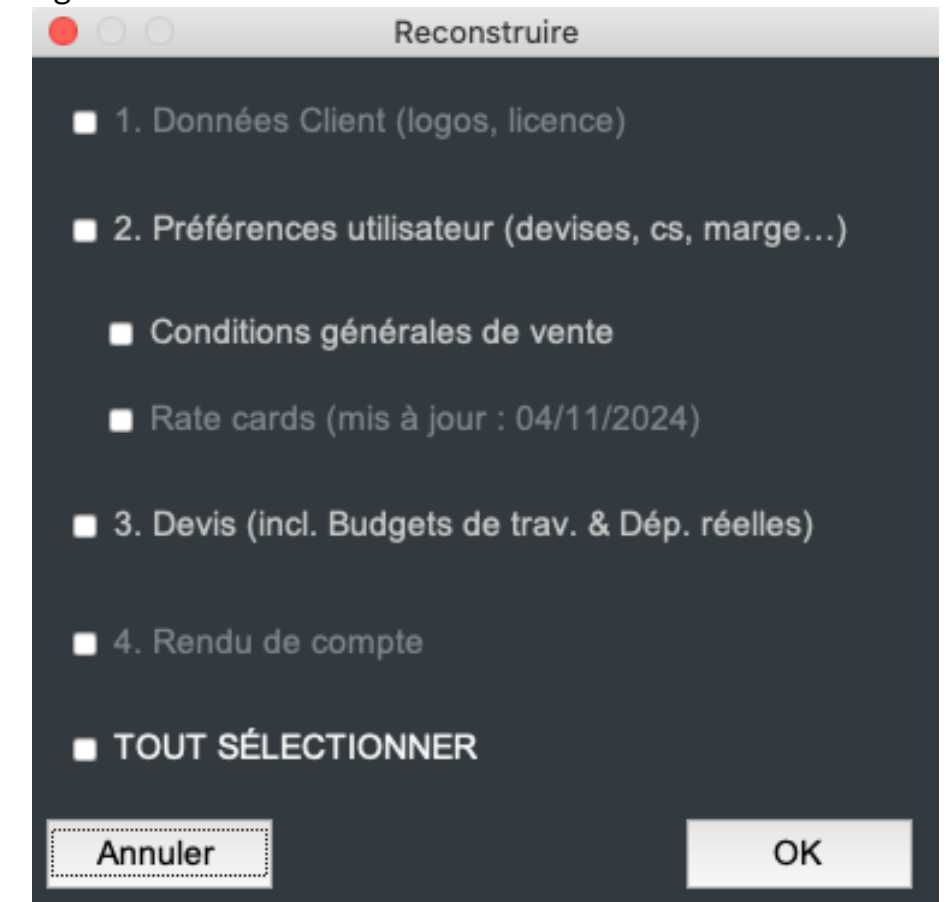 Reconstruire
1. Données Client (logos, licence)
2. Préférences utilisateur (devises, cs, marge...)
Conditions générales de vente
Rate cards (mis à jour : 04/11/2024)
3. Devis (incl. Budgets de trav. & Dép. réelles)
4. Rendu de compte
TOUT SÉLECTIONNER
Annuler
OK